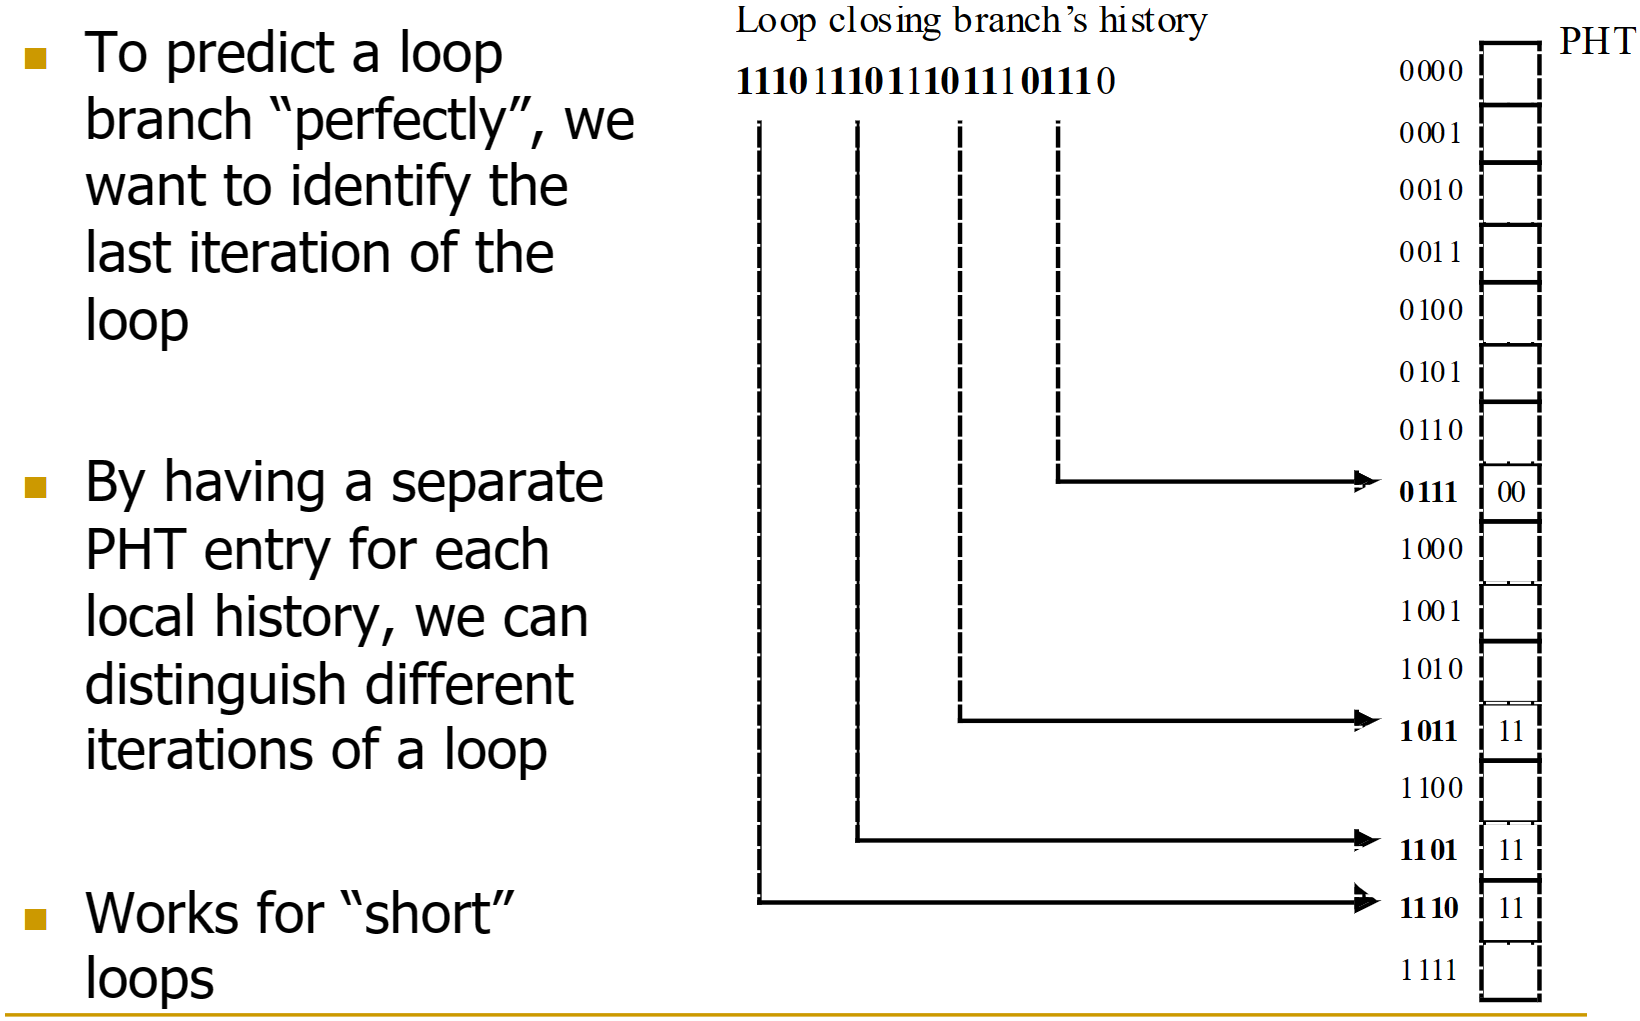 To predict a loop
branch “perfectly”, we
want to identify the
last iteration of the
loop
By having a separate
PHT entry for each
local history, we can
distinguish different
iterations of a loop
Works for “short”
loops
Loop closing branch’s history
11101110111011101110
PHT
0000
0001
0010
0011
0100
0101
0110
0111 00
1000
1001
1010
1011 11
1100
1101 11
1110 11
1111